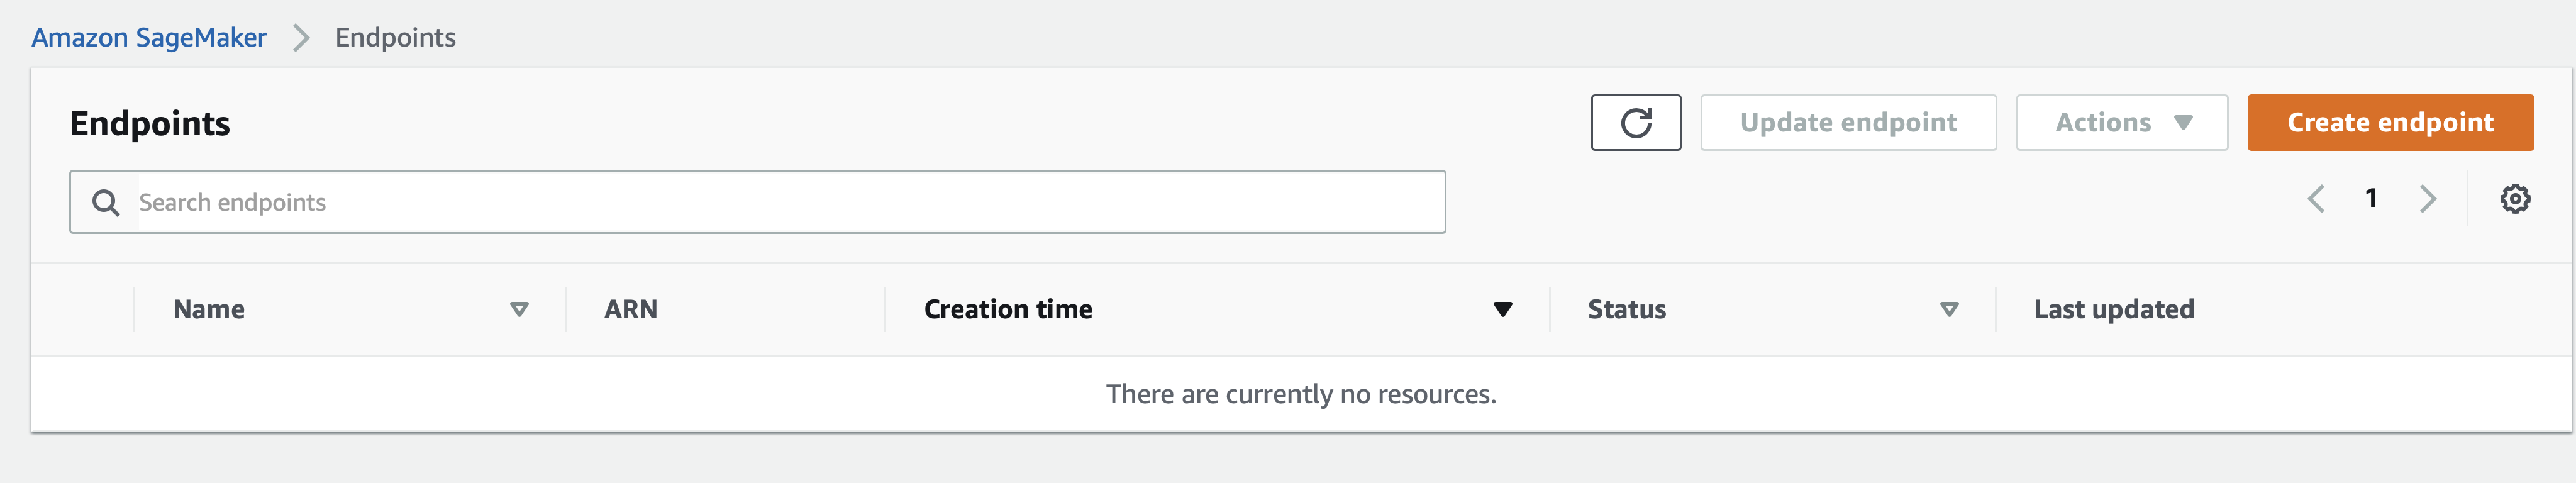 Amazon SageMaker > Endpoints
Endpoints
Update endpoint
Actions
Create endpoint
Search endpoints
1
Name ARN Creation time Status Last updated
There are currently no resources.